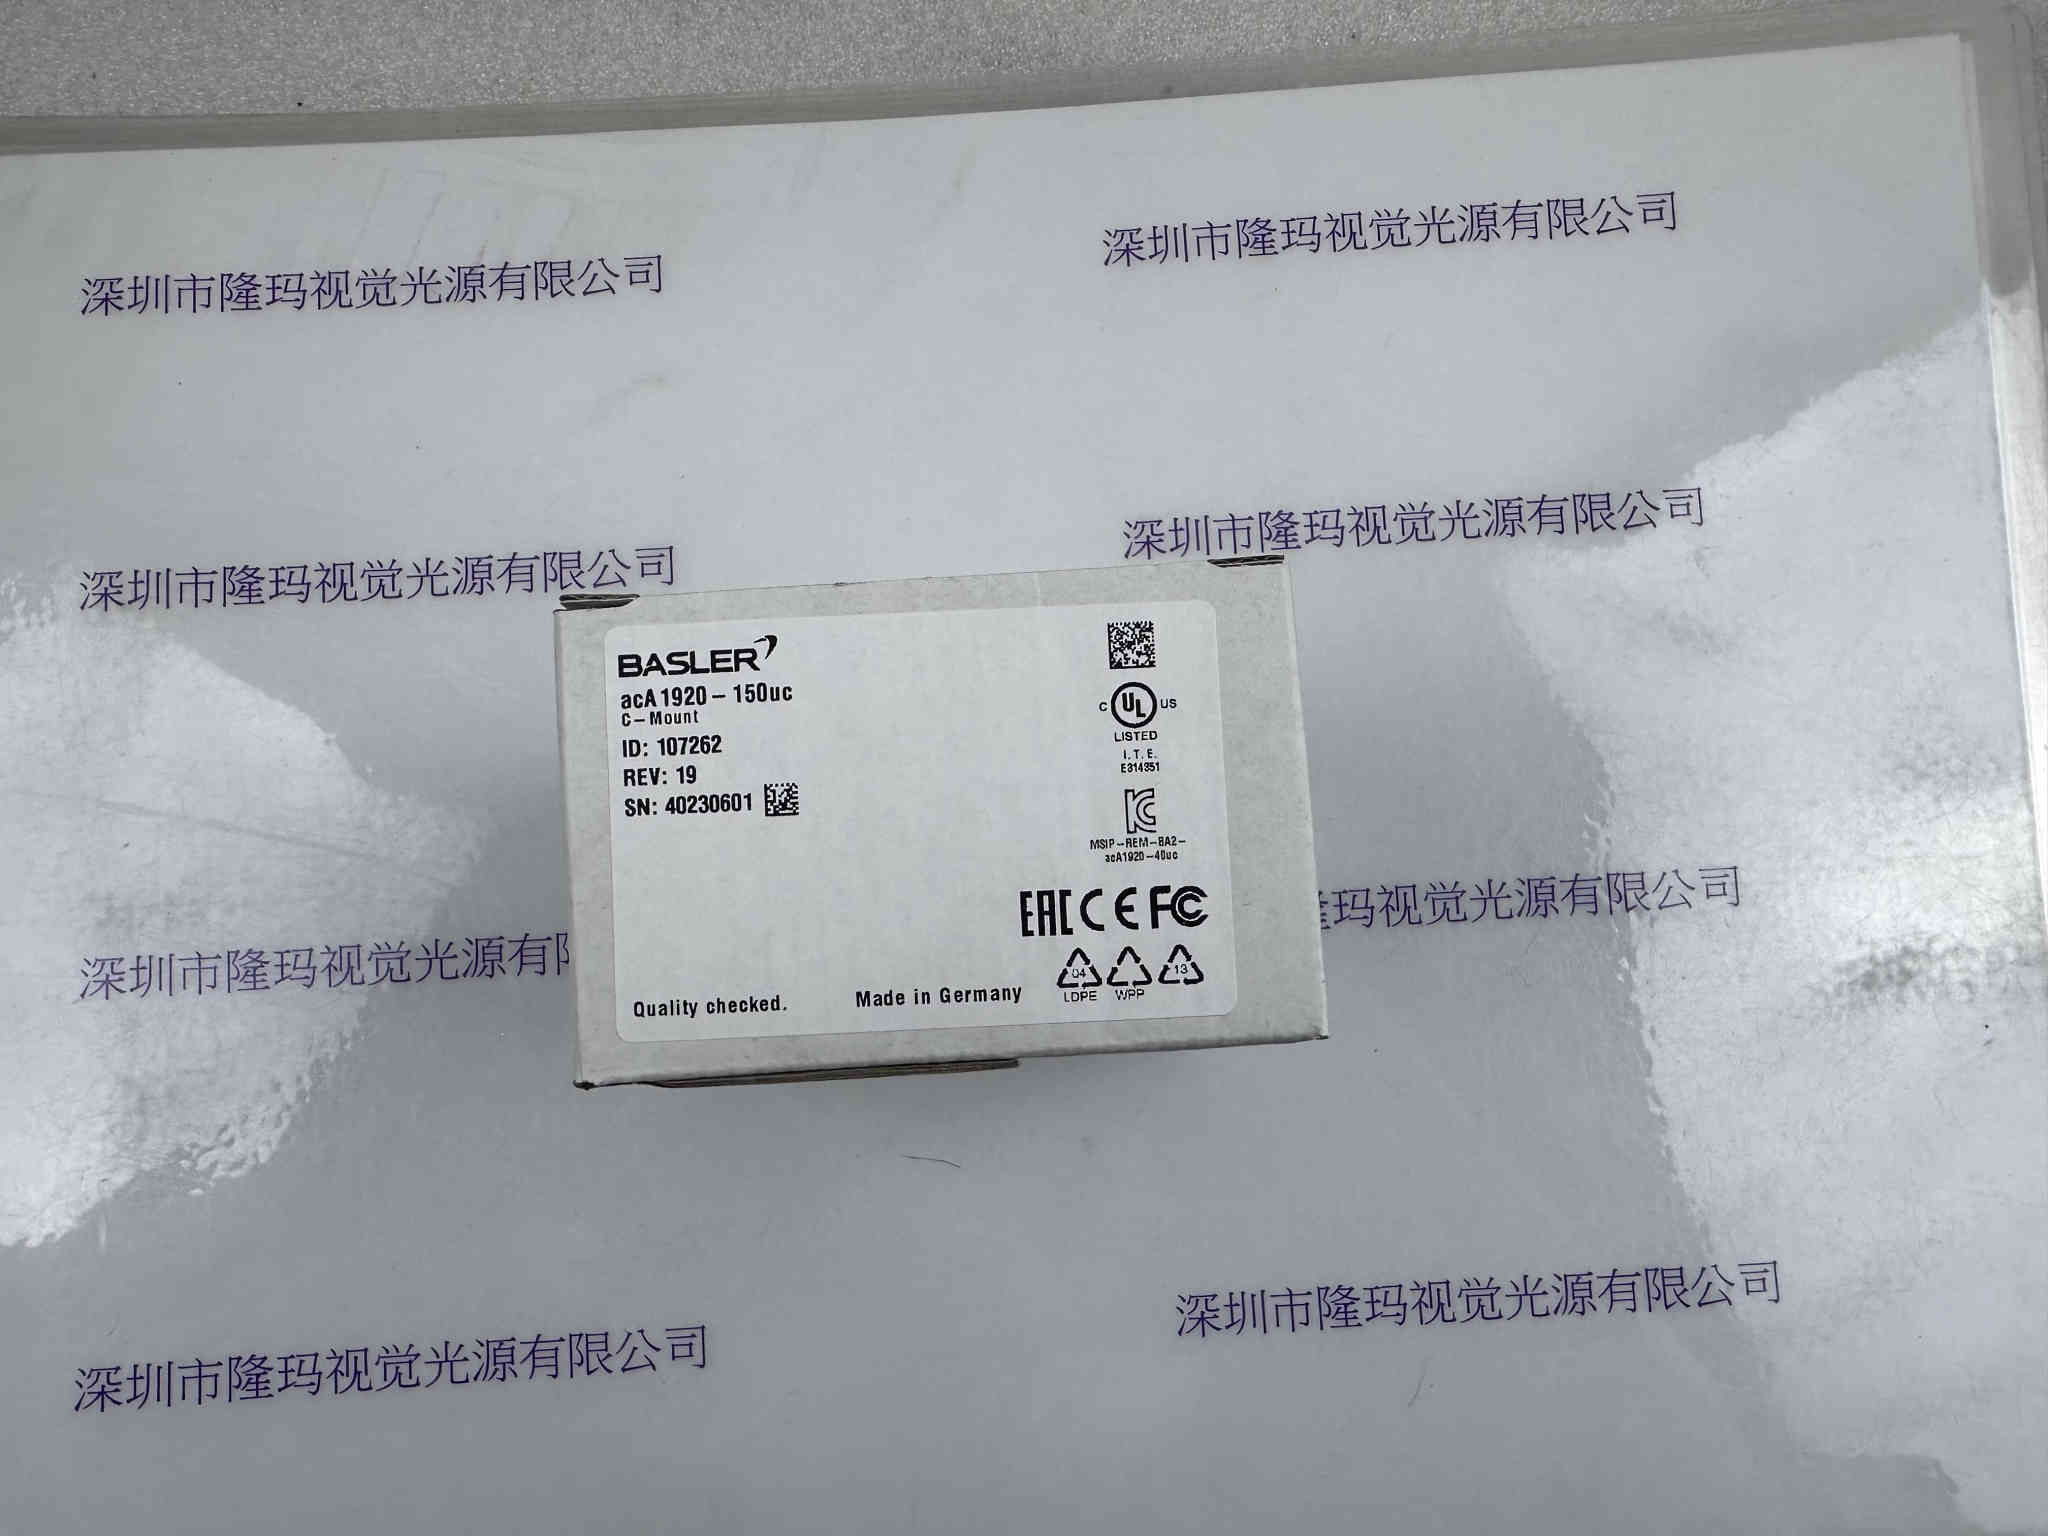 深圳市隆玛视觉光源有限公司
深圳市隆玛视觉光源有限公司
深圳市隆玛视觉光源有限公司
深圳市隆玛视觉光源有限公司
BASLER
acA1920-150uc
C-Mount
ID: 107262
REV: 19
SN: 40230601
C UL US
LISTED
I.T.E.
E314351
MSIP-REM-BA2-
acA1920-40uc
EAC CE FC
04 13
LDPE WPP
Quality checked. Made in Germany
深圳市隆玛视觉光源有
玛视觉光源有限公司
深圳市隆玛视觉光源有限公司
深圳市隆玛视觉光源有限公司